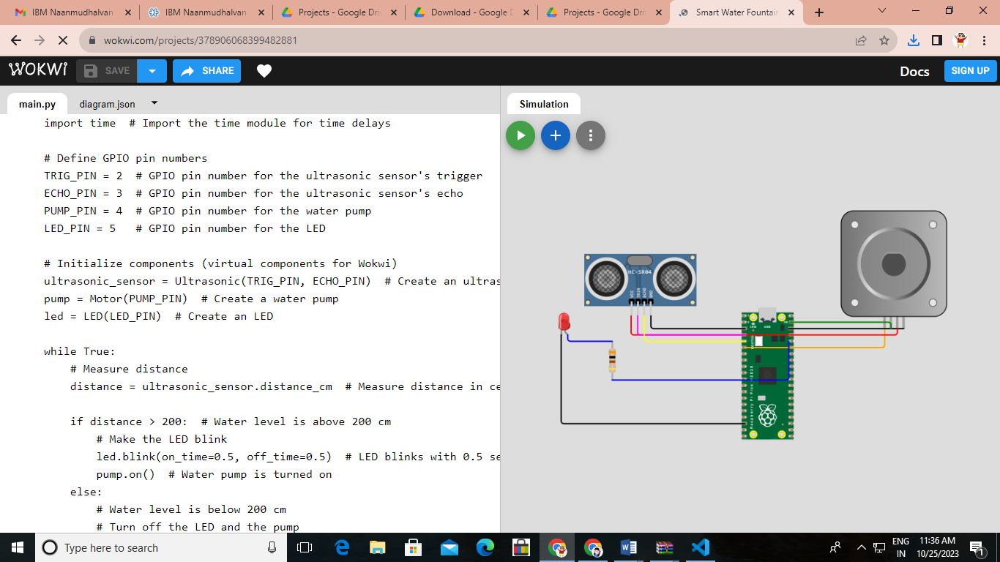 IBM Naanmudhalvan
IBM Naanmudhalvan
Projects - Google Dri
Download - Google D
Projects - Google Dri
Smart Water Fountain
wokwi.com/projects/378906068399482881
WOKWI
SAVE
SHARE
Docs
SIGN UP
main.py
diagram.json
Simulation
import time  # Import the time module for time delays
# Define GPIO pin numbers
TRIG_PIN = 2  # GPIO pin number for the ultrasonic sensor's trigger
ECHO_PIN = 3  # GPIO pin number for the ultrasonic sensor's echo
PUMP_PIN = 4  # GPIO pin number for the water pump
LED_PIN = 5   # GPIO pin number for the LED
# Initialize components (virtual components for Wokwi)
ultrasonic_sensor = Ultrasonic(TRIG_PIN, ECHO_PIN)  # Create an ultras
pump = Motor(PUMP_PIN)  # Create a water pump
led = LED(LED_PIN)  # Create an LED
while True:
    # Measure distance
    distance = ultrasonic_sensor.distance_cm  # Measure distance in ce
    if distance > 200:  # Water level is above 200 cm
        # Make the LED blink
        led.blink(on_time=0.5, off_time=0.5)  # LED blinks with 0.5 se
        pump.on()  # Water pump is turned on
    else:
        # Water level is below 200 cm
        # Turn off the LED and the pump
HC-SR04
VCC
TRIG
ECHO
GND
LED
USB
Raspberry Pi Pico ©2020
Type here to search
ENG
IN
11:36 AM
10/25/2023
1